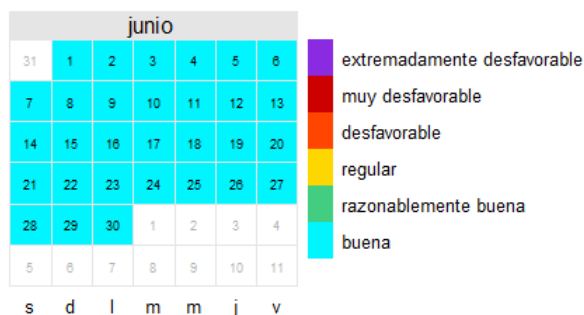 junio
31 1 2 3 4 5 6
7 8 9 10 11 12 13
14 15 16 17 18 19 20
21 22 23 24 25 26 27
28 29 30 1 2 3 4
5 6 7 8 9 10 11
s d l m m j v
extremadamente desfavorable
muy desfavorable
desfavorable
regular
razonablemente buena
buena